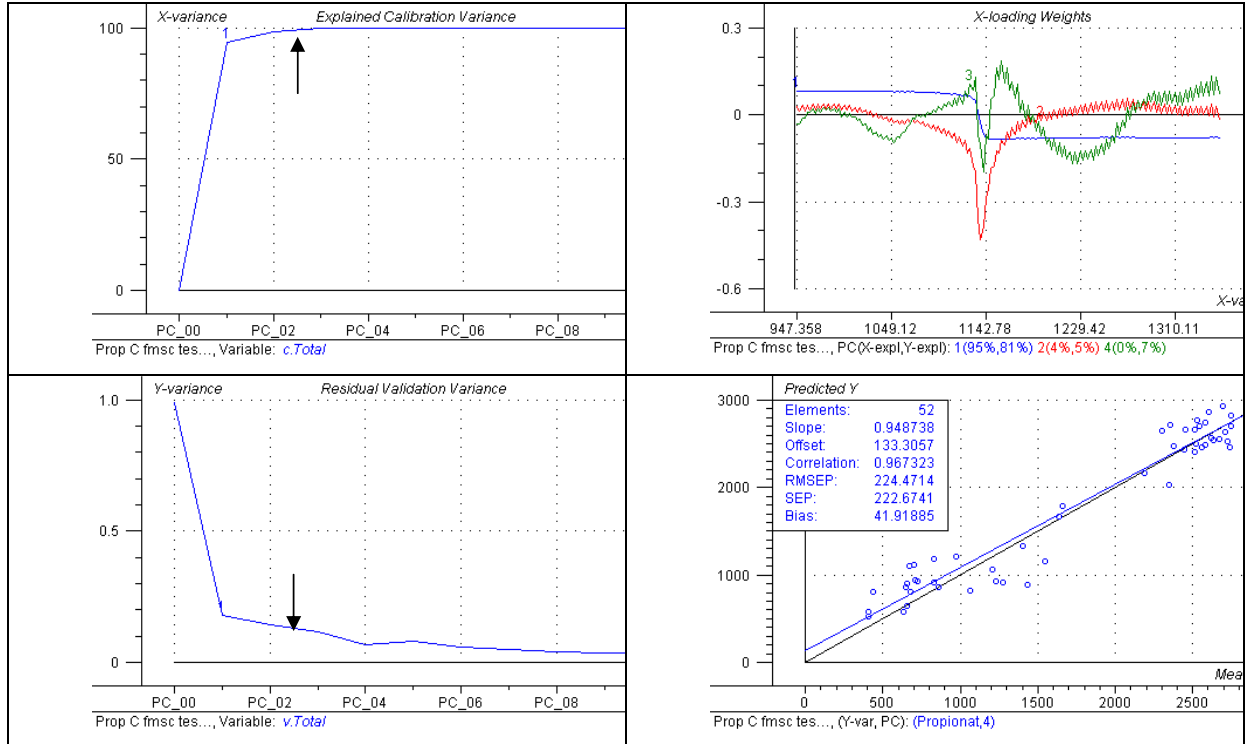 X-variance Explained Calibration Variance
100
50
0
PC_00 PC_02 PC_04 PC_06 PC_08
Prop C fmsc tes..., Variable: c.Total
X-loading Weights
0.3
0
-0.3
-0.6
3
2
X-va
947.358 1049.12 1142.78 1229.42 1310.11
Prop C fmsc tes..., PC(X-expl,Y-expl): 1(95%,81%) 2(4%,5%) 4(0%,7%)
Y-variance Residual Validation Variance
1.0
0.5
0
PC_00 PC_02 PC_04 PC_06 PC_08
Prop C fmsc tes..., Variable: v.Total
Predicted Y
3000
2000
1000
0
Elements: 52
Slope: 0.948738
Offset: 133.3057
Correlation: 0.967323
RMSEP: 224.4714
SEP: 222.6741
Bias: 41.91885
Mea
0 500 1000 1500 2000 2500
Prop C fmsc tes..., (Y-var, PC): (Propionat,4)